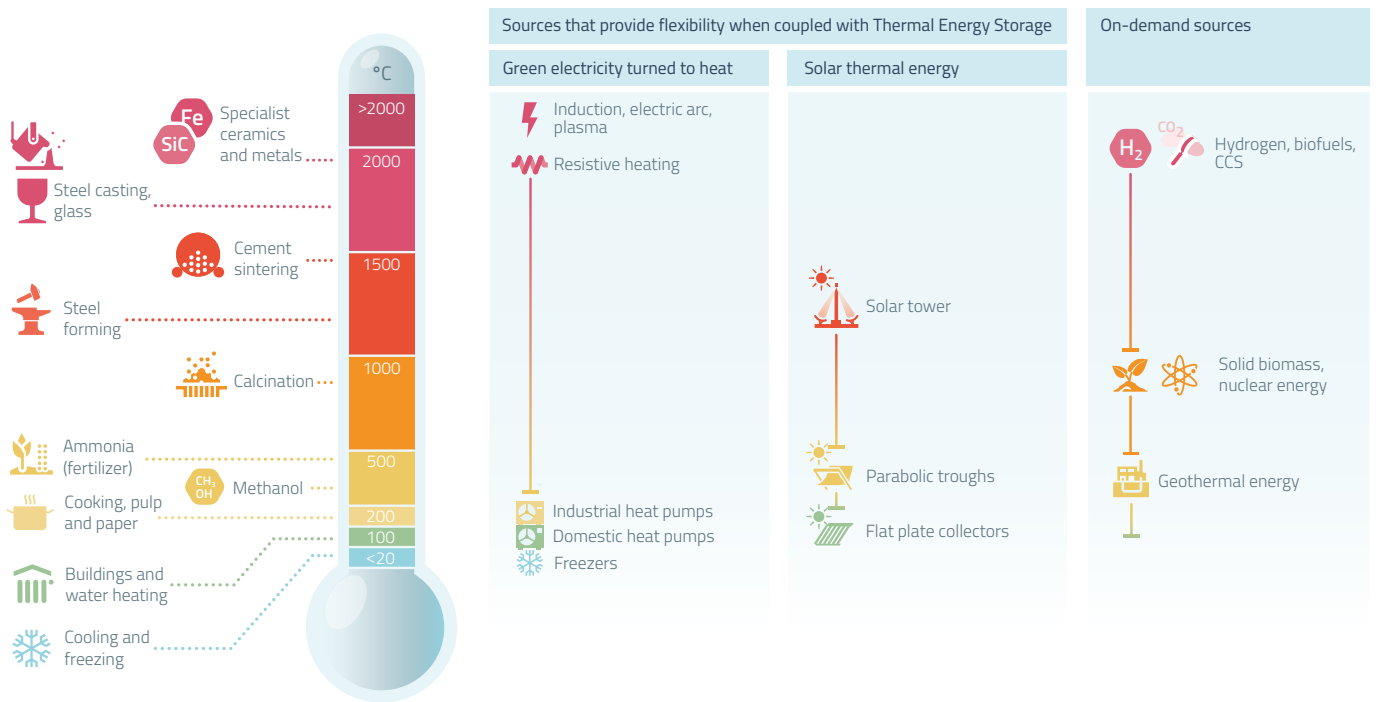 Sources that provide flexibility when coupled with Thermal Energy Storage
On-demand sources
Green electricity turned to heat
Solar thermal energy
°C
>2000
2000
1500
1000
500
200
100
<20
Fe
SiC
Specialist
ceramics
and metals
Steel casting,
glass
Cement
sintering
Steel
forming
Calcination
Ammonia
(fertilizer)
CH3
OH
Methanol
Cooking, pulp
and paper
Buildings and
water heating
Cooling and
freezing
Induction, electric arc,
plasma
Resistive heating
Industrial heat pumps
Domestic heat pumps
Freezers
Solar tower
Parabolic troughs
Flat plate collectors
H2
CO2
Hydrogen, biofuels,
CCS
Solid biomass,
nuclear energy
Geothermal energy